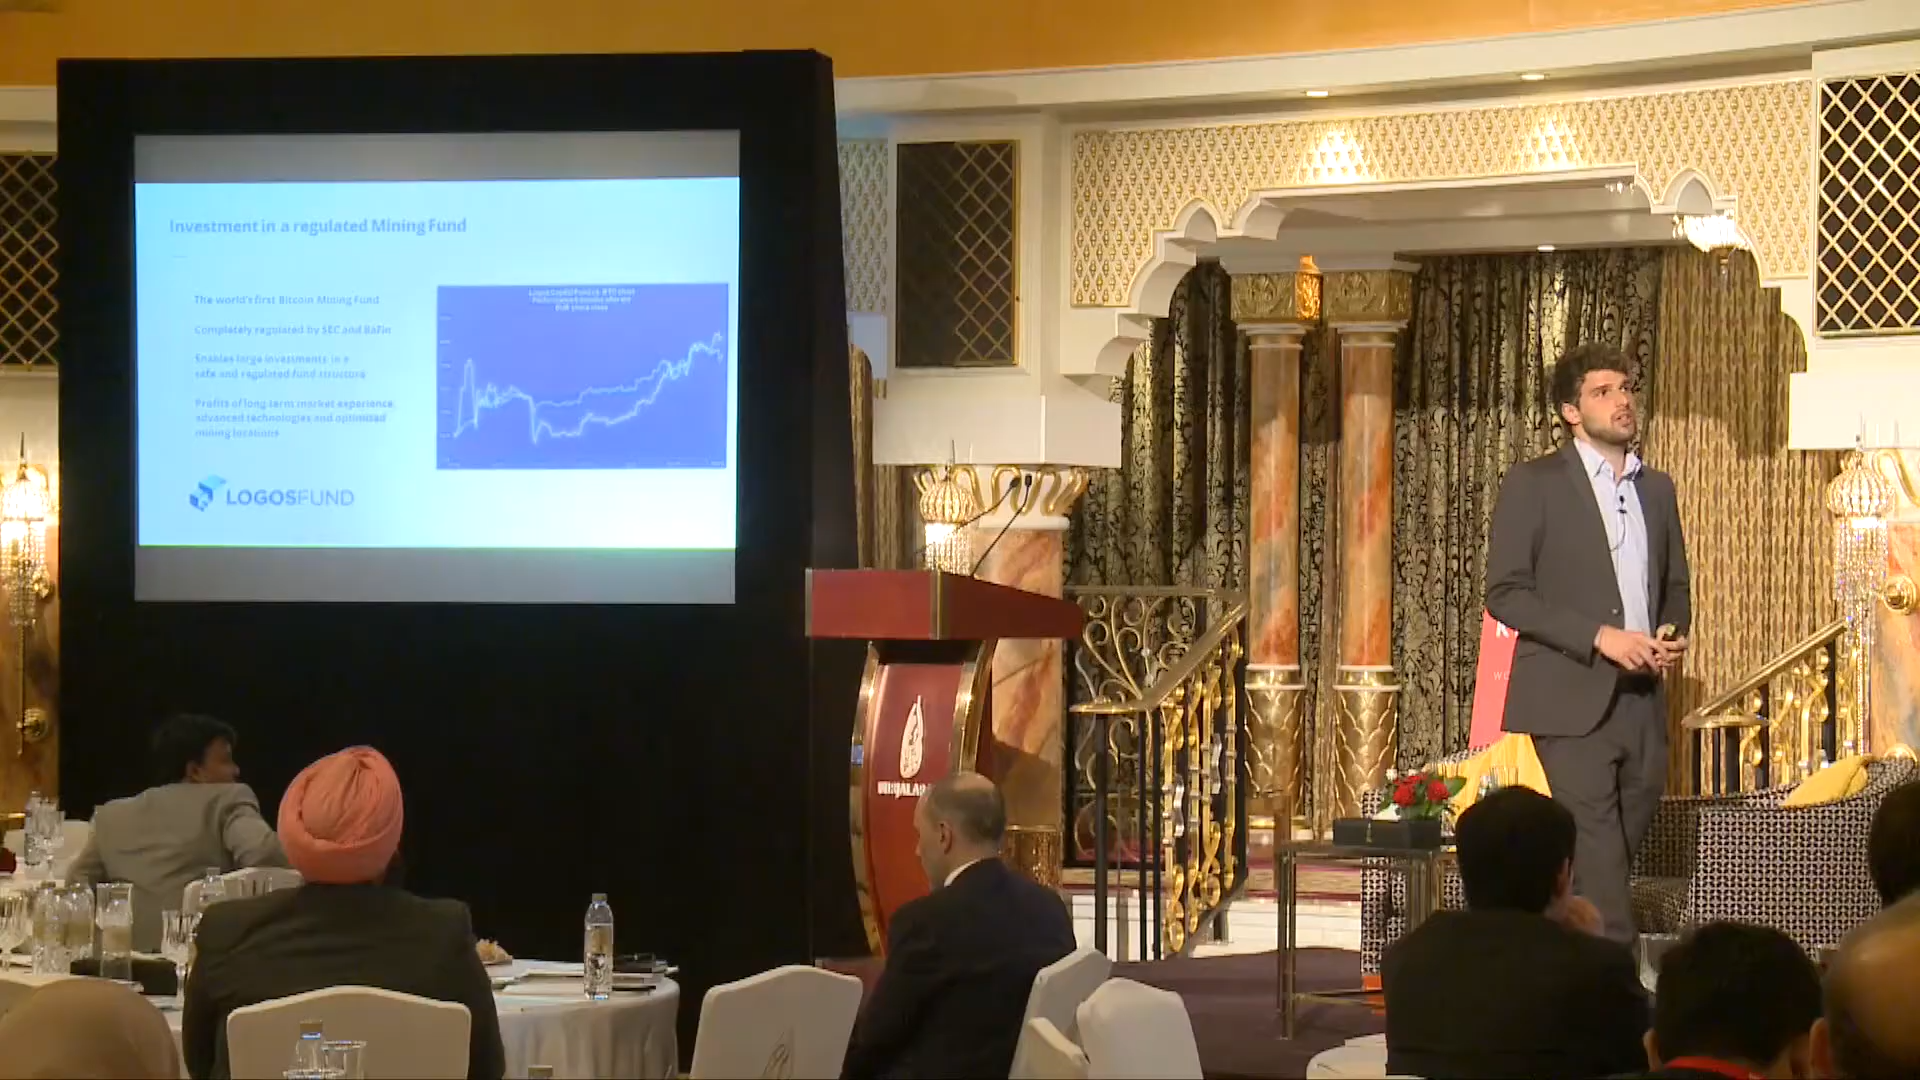 Investment in a regulated Mining Fund
The world's first Bitcoin Mining Fund
Completely regulated by SEC and BaFin
Enables large investments in a
safe and regulated fund structure
Profits of long term market experience,
advanced technologies and optimized
mining locations
LOGOSFUND